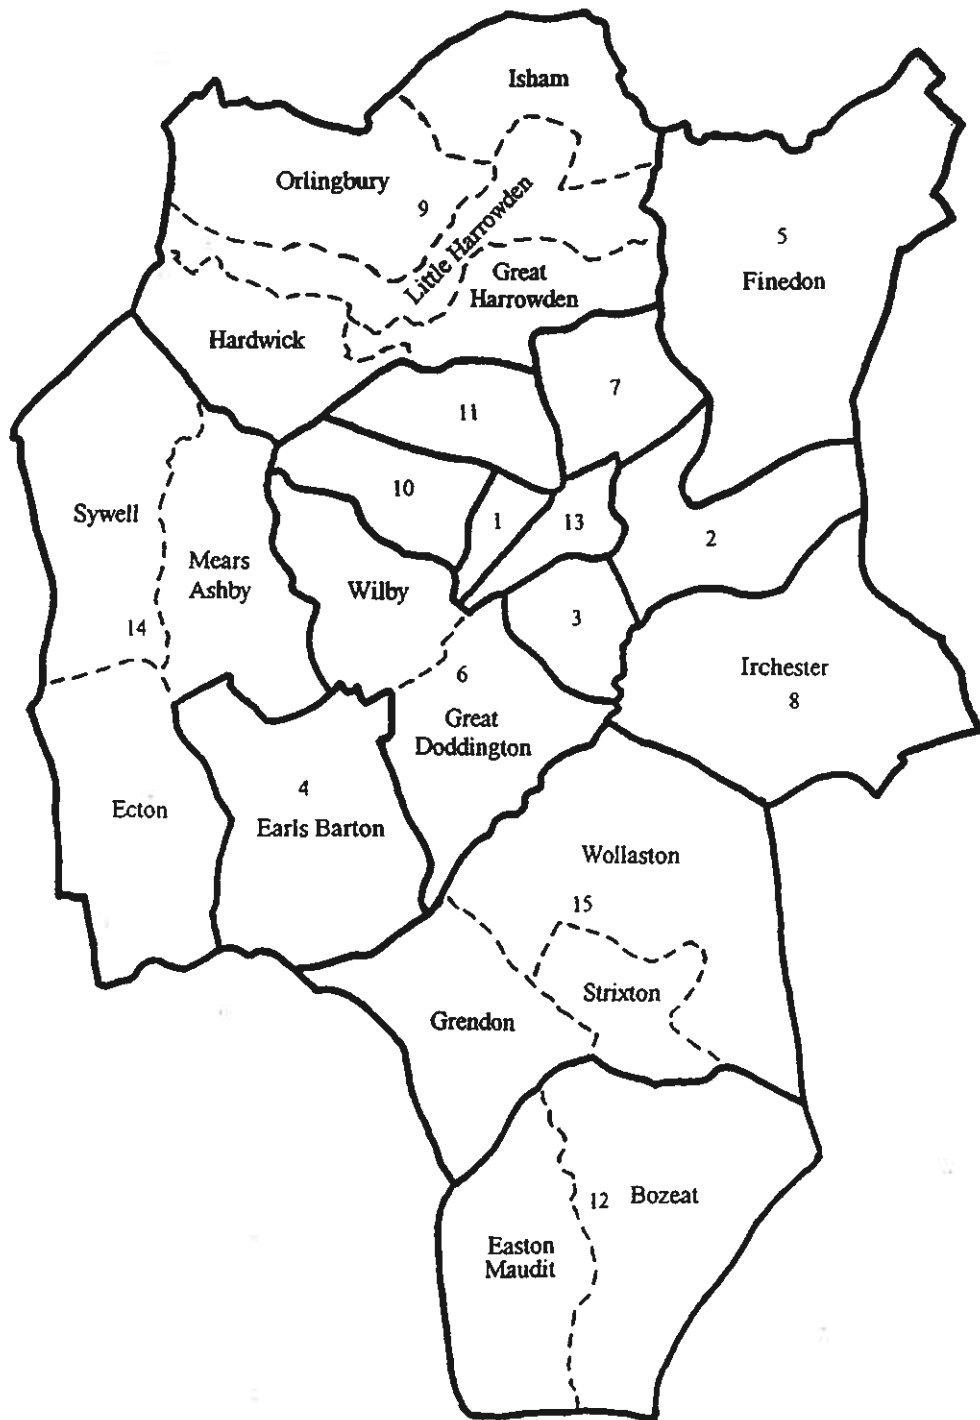 Isham
Orlingbury
9
Little Harrowden
5
Finedon
Great
Harrowden
Hardwick
7
11
10
Sywell
1
13
2
Mears
Ashby
Wilby
3
14
6
Irchester
8
Great
Doddington
4
Ecton
Earls Barton
Wollaston
15
Strixton
Grendon
12
Bozeat
Easton
Maudit